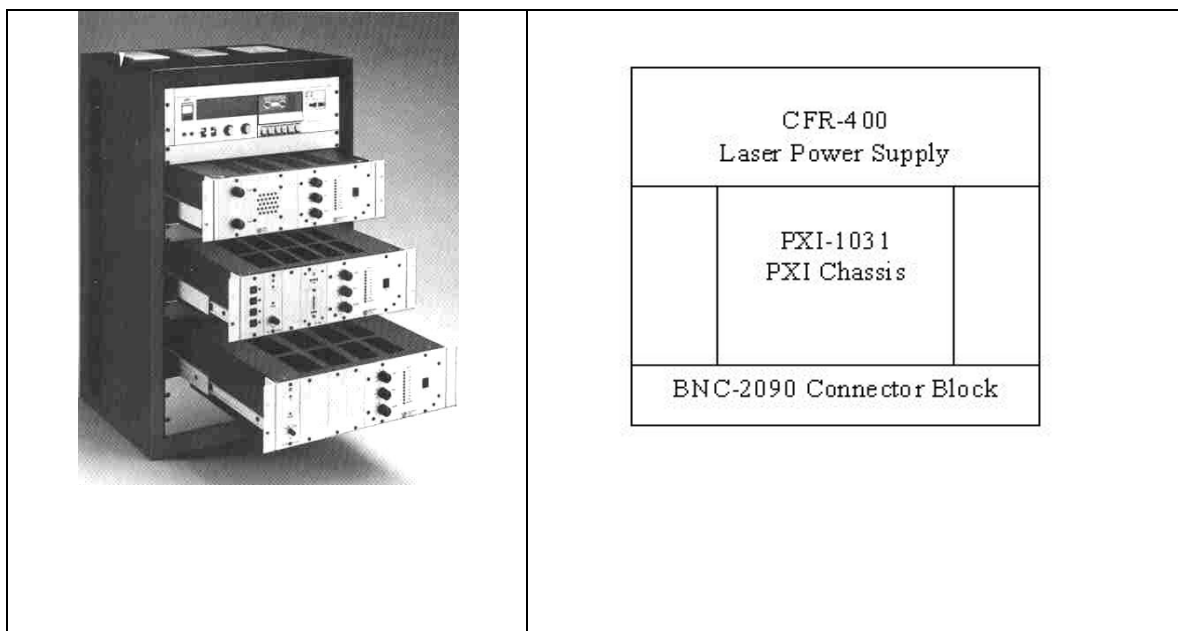 CFR-400
Laser Power Supply
PXI-1031
PXI Chassis
BNC-2090 Connector Block